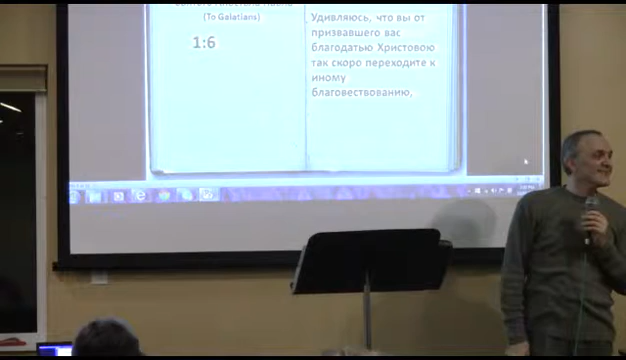 (To Galatians)
1:6
Удивляюсь, что вы от
призвавшего вас
благодатью Христовою
так скоро переходите к
иному
благовествованию,